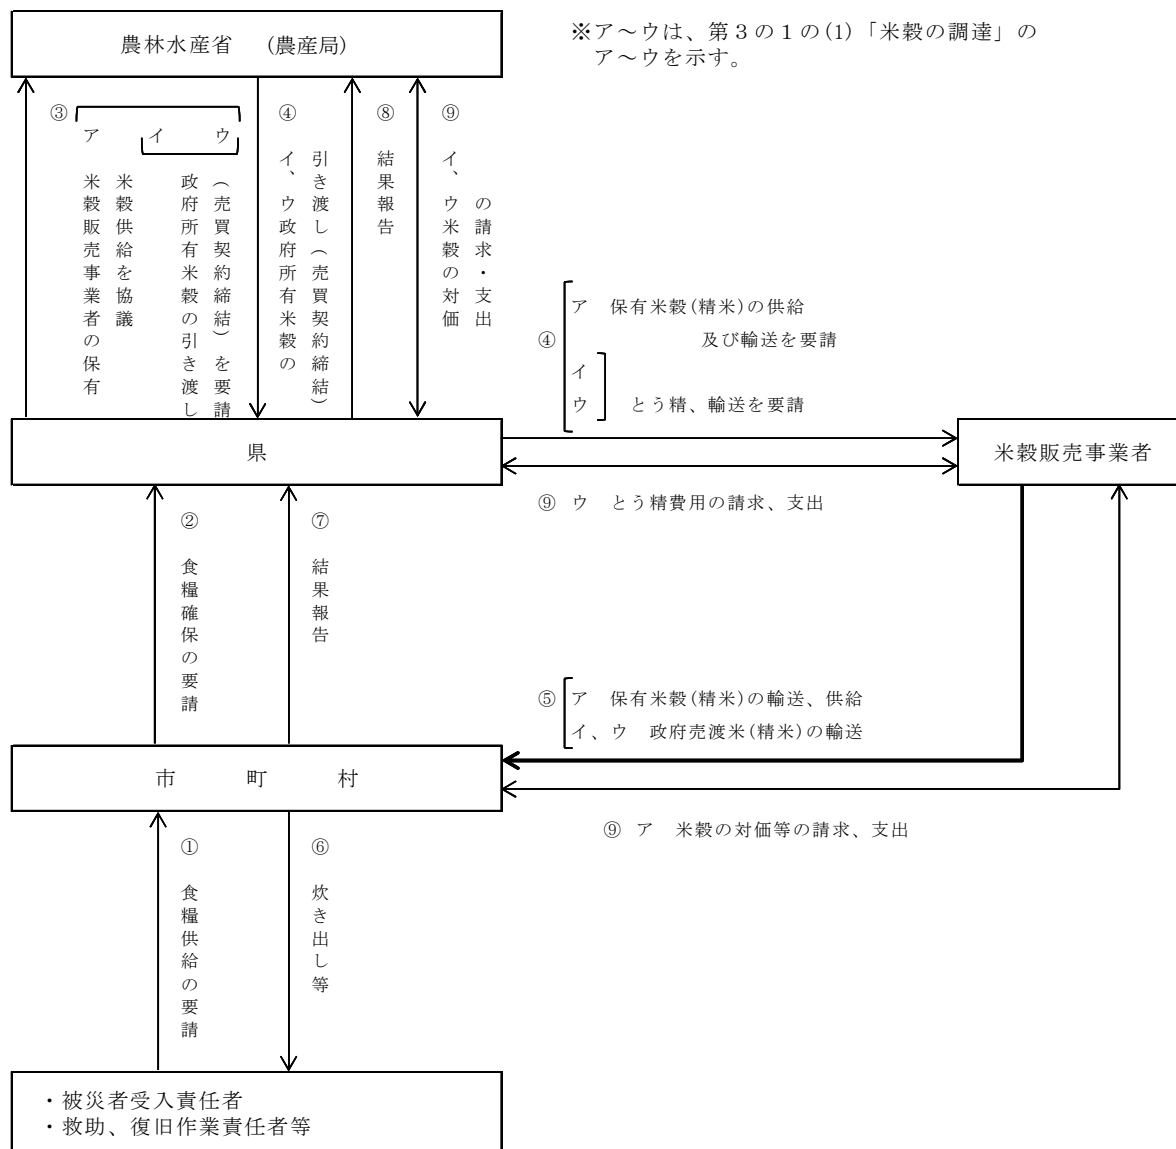 農林水産省　(農産局)
※ア～ウは、第３の１の(1)「米穀の調達」の
ア～ウを示す。
③
ア　イ　ウ
米穀販売事業者の保有
米穀供給を協議
政府所有米穀の引き渡し
（売買契約締結）を要請
④
イ、ウ政府所有米穀の
引き渡し（売買契約締結）
⑧
結果報告
⑨
イ、ウ米穀の対価
の請求・支出
④
ア　保有米穀(精米)の供給
及び輸送を要請
イ
ウ　とう精、輸送を要請
県
米穀販売事業者
⑨　ウ　とう精費用の請求、支出
②
食糧確保の要請
⑦
結果報告
⑤
ア　保有米穀(精米)の輸送、供給
イ、ウ　政府売渡米(精米)の輸送
市　町　村
⑨　ア　米穀の対価等の請求、支出
①
食糧供給の要請
⑥
炊き出し等
・被災者受入責任者
・救助、復旧作業責任者等